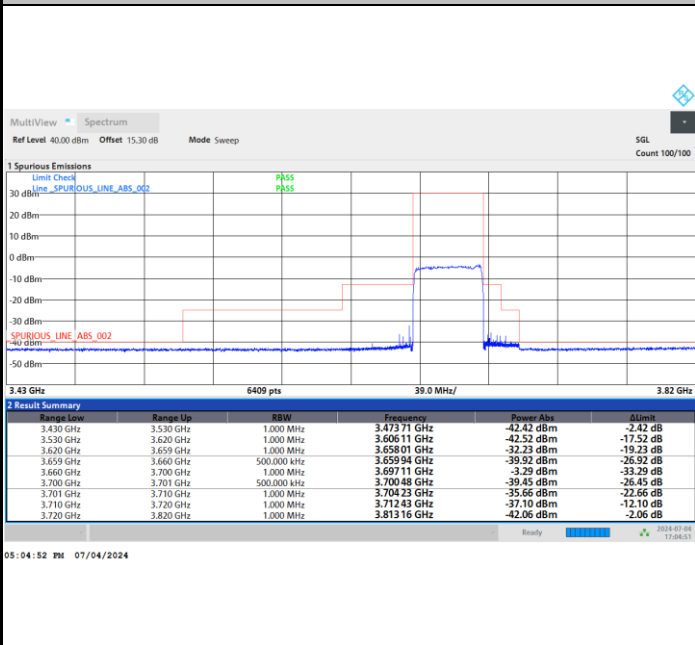 MultiView Spectrum
Ref Level 40.00 dBm Offset 15.30 dB Mode Sweep SGL
Count 100/100
1 Spurious Emissions
Limit Check PASS
Line _SPURIOUS_LINE_ABS_002 PASS
30 dBm
20 dBm
10 dBm
0 dBm
-10 dBm
-20 dBm
-30 dBm
SPURIOUS_LINE_ABS_002
-40 dBm
-50 dBm
3.43 GHz 6409 pts 39.0 MHz/ 3.82 GHz
2 Result Summary
Range Low Range Up RBW Frequency Power Abs ΔLimit
3.430 GHz 3.530 GHz 1.000 MHz 3.47371 GHz -42.42 dBm -2.42 dB
3.530 GHz 3.620 GHz 1.000 MHz 3.60611 GHz -42.52 dBm -17.52 dB
3.620 GHz 3.659 GHz 1.000 MHz 3.65801 GHz -32.23 dBm -19.23 dB
3.659 GHz 3.660 GHz 500.000 kHz 3.65994 GHz -39.92 dBm -26.92 dB
3.660 GHz 3.700 GHz 1.000 MHz 3.69711 GHz -3.29 dBm -33.29 dB
3.700 GHz 3.701 GHz 500.000 kHz 3.70048 GHz -39.45 dBm -26.45 dB
3.701 GHz 3.710 GHz 1.000 MHz 3.70423 GHz -35.66 dBm -22.66 dB
3.710 GHz 3.720 GHz 1.000 MHz 3.71243 GHz -37.10 dBm -12.10 dB
3.720 GHz 3.820 GHz 1.000 MHz 3.81316 GHz -42.06 dBm -2.06 dB
Ready 2024-07-04
17:04:51
05:04:52 PM 07/04/2024